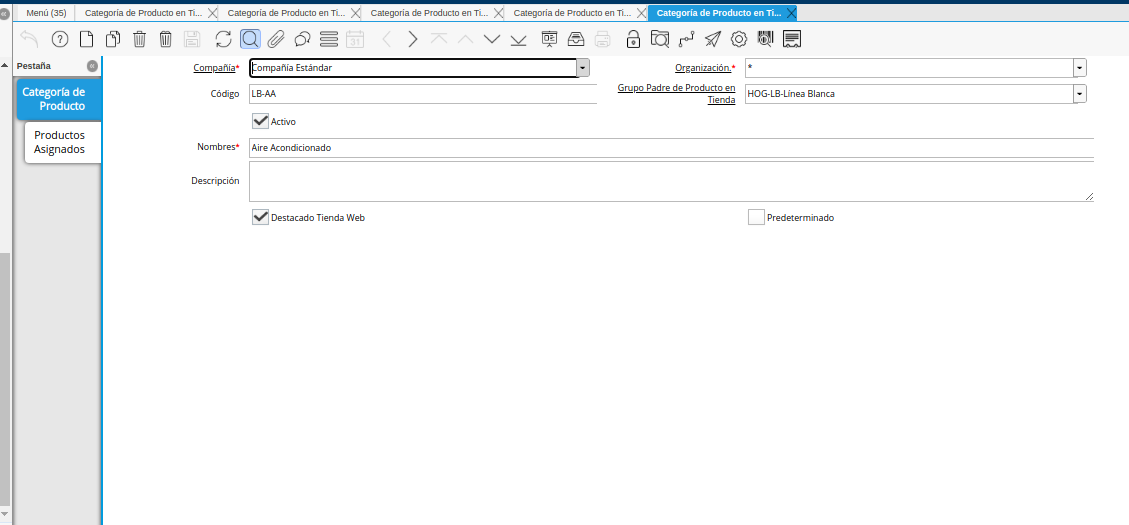 Menú (35)
Categoría de Producto en Ti...
Categoría de Producto en Ti...
Categoría de Producto en Ti...
Categoría de Producto en Ti...
Categoría de Producto en Ti...
31
Pestaña
Categoría de
Producto
Productos
Asignados
Compañía* Compañía Estándar
Organización.* *
Código LB-AA
Grupo Padre de Producto en
Tienda
HOG-LB-Línea Blanca
Activo
Nombres* Aire Acondicionado
Descripción
Destacado Tienda Web
Predeterminado